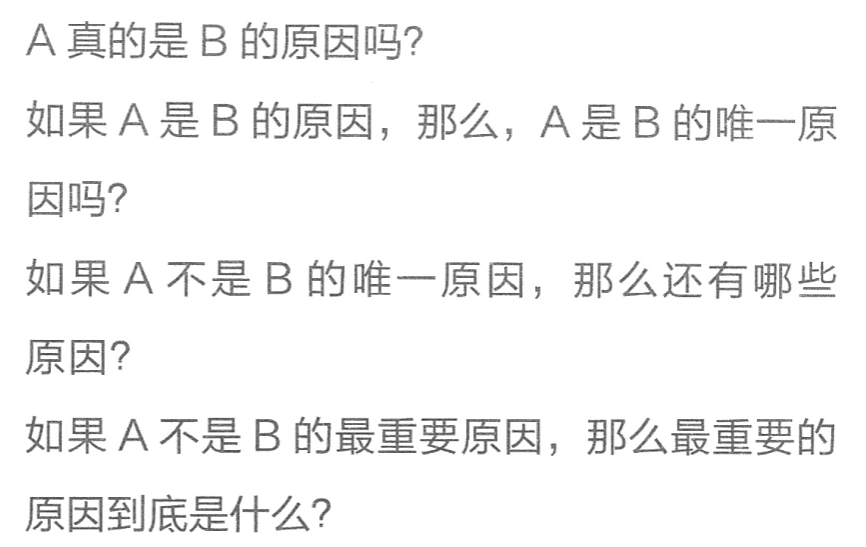 A 真的是 B 的原因吗?
如果 A 是 B 的原因，那么，A 是 B 的唯一原
因吗?
如果 A 不是 B 的唯一原因，那么还有哪些
原因?
如果 A 不是 B 的最重要原因，那么最重要的
原因到底是什么?